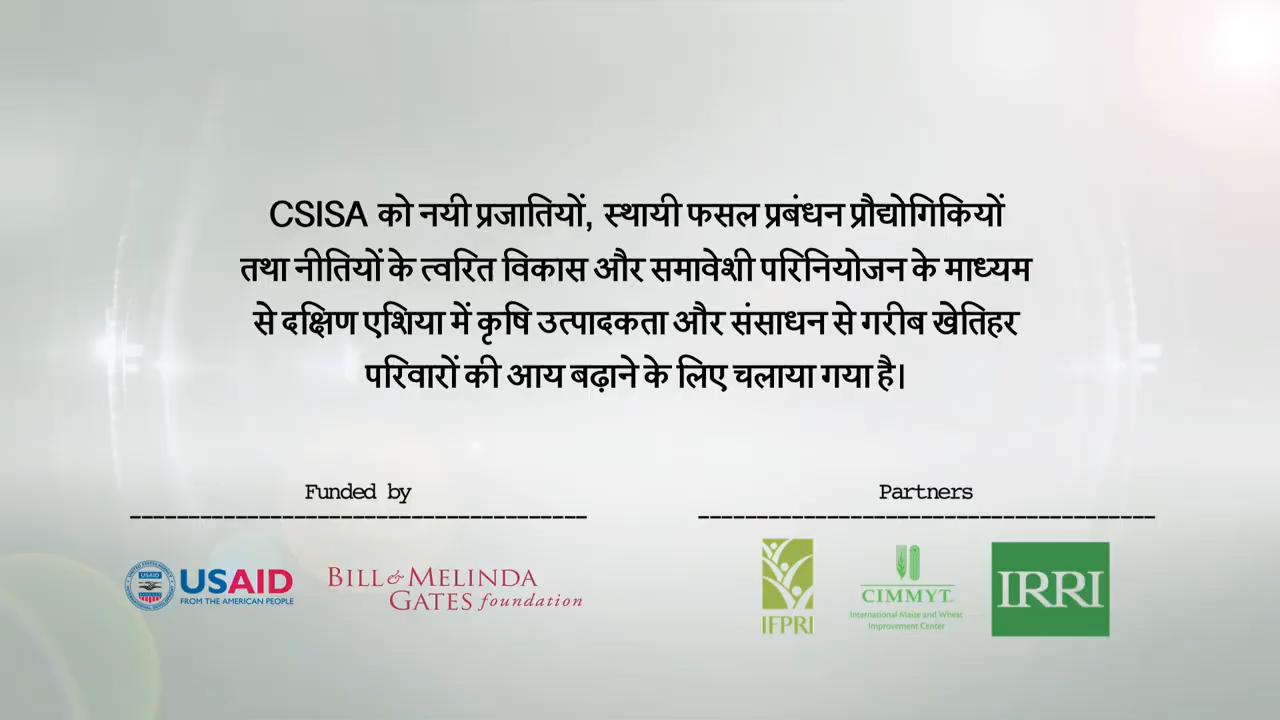 CSISA को नयी प्रजातियों, स्थायी फसल प्रबंधन प्रौद्योगिकियों
तथा नीतियों के त्वरित विकास और समावेशी परिनियोजन के माध्यम
से दक्षिण एशिया में कृषि उत्पादकता और संसाधन से गरीब खेतिहर
परिवारों की आय बढ़ाने के लिए चलाया गया है।
Funded by
Partners
USAID
USAID
FROM THE AMERICAN PEOPLE
BILL & MELINDA
GATES foundation
IFPRI
CIMMYT
International Maize and Wheat
Improvement Center
IRRI